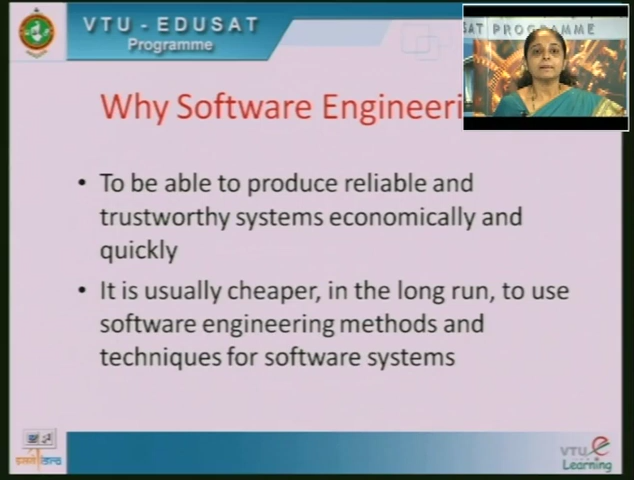 VTU - EDUSAT
Programme
SAT PROGRAMME
Why Software Engineeri
• To be able to produce reliable and
trustworthy systems economically and
quickly
• It is usually cheaper, in the long run, to use
software engineering methods and
techniques for software systems
VTU e
Learning